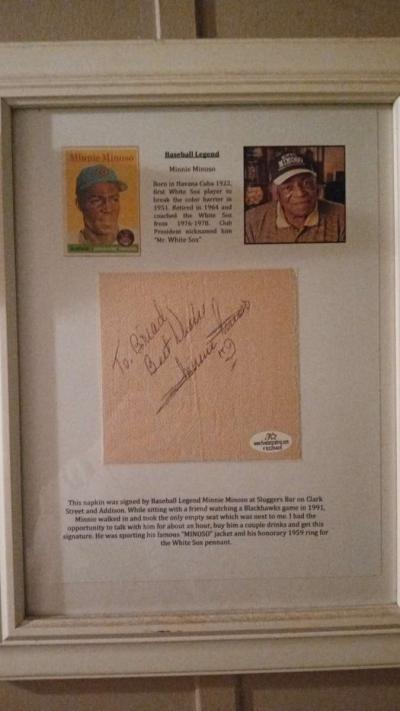 Minnie Minoso
Baseball Legend
Minnie Minoso
Born in Havana Cuba 1922,
first White Sox player to
break the color barrier in
1951. Retired in 1964 and
coached the White Sox
from 1976-1978. Club
President nicknamed him
"Mr. White Sox"
MINOSO
To: Brad
Best Wishes
Minnie Minoso
#9
This napkin was signed by Baseball Legend Minnie Minoso at Sluggers Bar on Clark
Street and Addison. While sitting with a friend watching a Blackhawks game in 1991,
Minnie walked in and took the only empty seat which was next to me. I had the
opportunity to talk with him for about an hour, buy him a couple drinks and get this
signature. He was sporting his famous "MINOSO" jacket and his honorary 1959 ring for
the White Sox pennant.